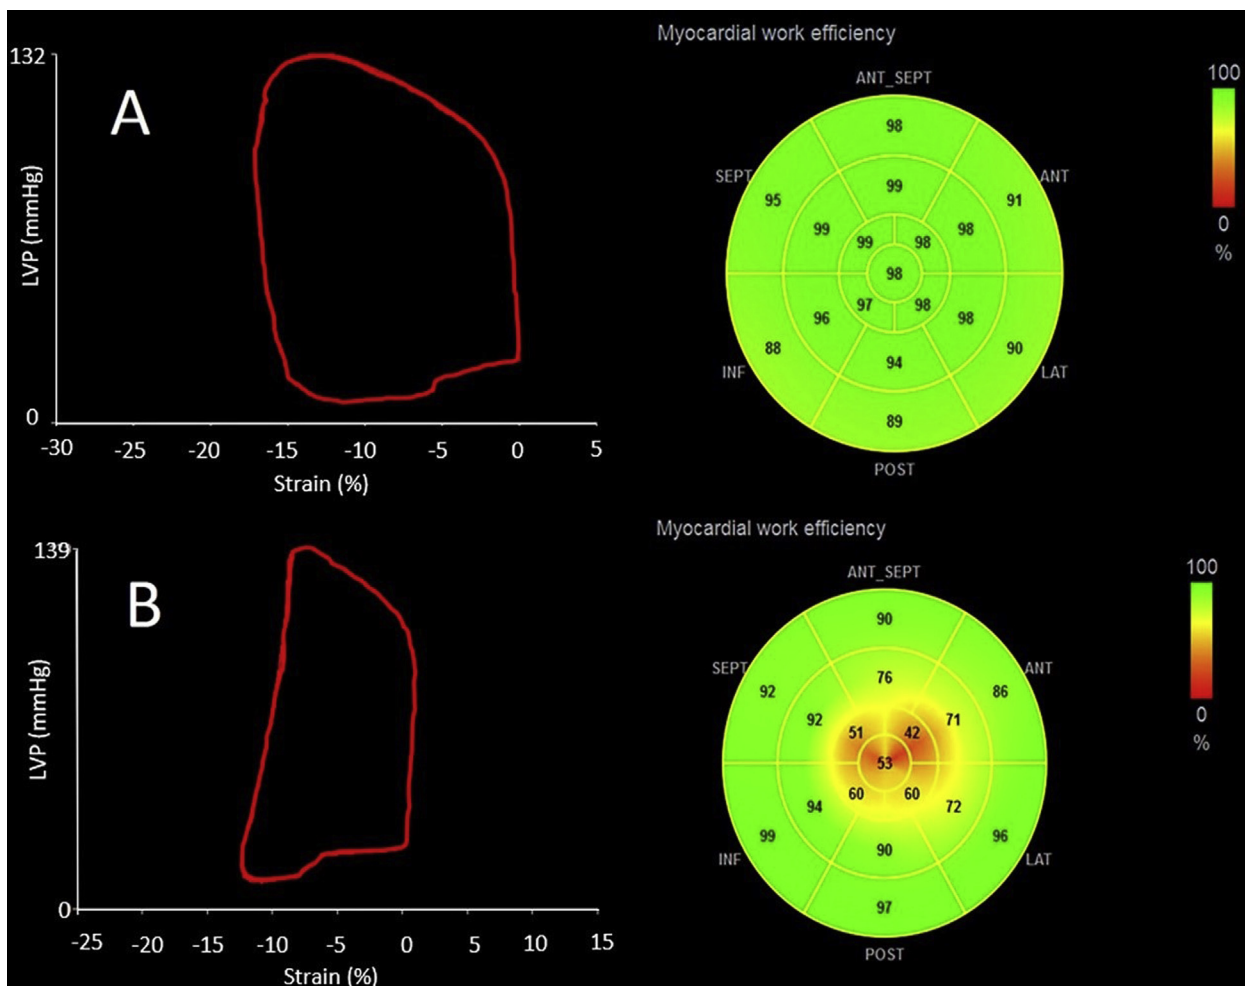 Myocardial work efficiency
132
A
LVP (mmHg)
0
-30 -25 -20 -15 -10 -5 0 5
Strain (%)
ANT_SEPT
98
SEPT 95 99 91 ANT
99 99 98 98
98
96 97 98 98
88 94 90
INF 89 LAT
POST
100
0
%
Myocardial work efficiency
139
B
LVP (mmHg)
0
-25 -20 -15 -10 -5 0 5 10 15
Strain (%)
ANT_SEPT
90
SEPT 92 76 86 ANT
92 51 42 71
53
94 60 60 72
99 90 96
INF 97 LAT
POST
100
0
%